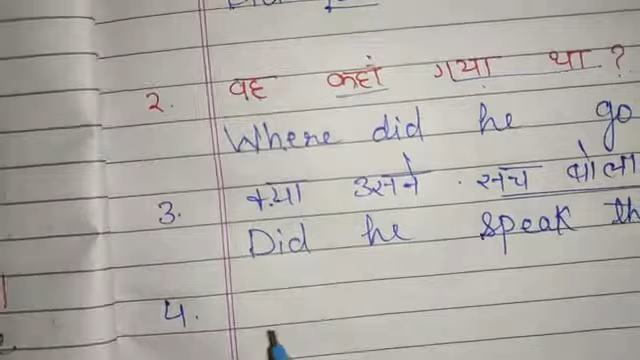 2. वह कहां गया था ?
Where did he go
3. क्या उसने सच बोला
Did he speak
4.